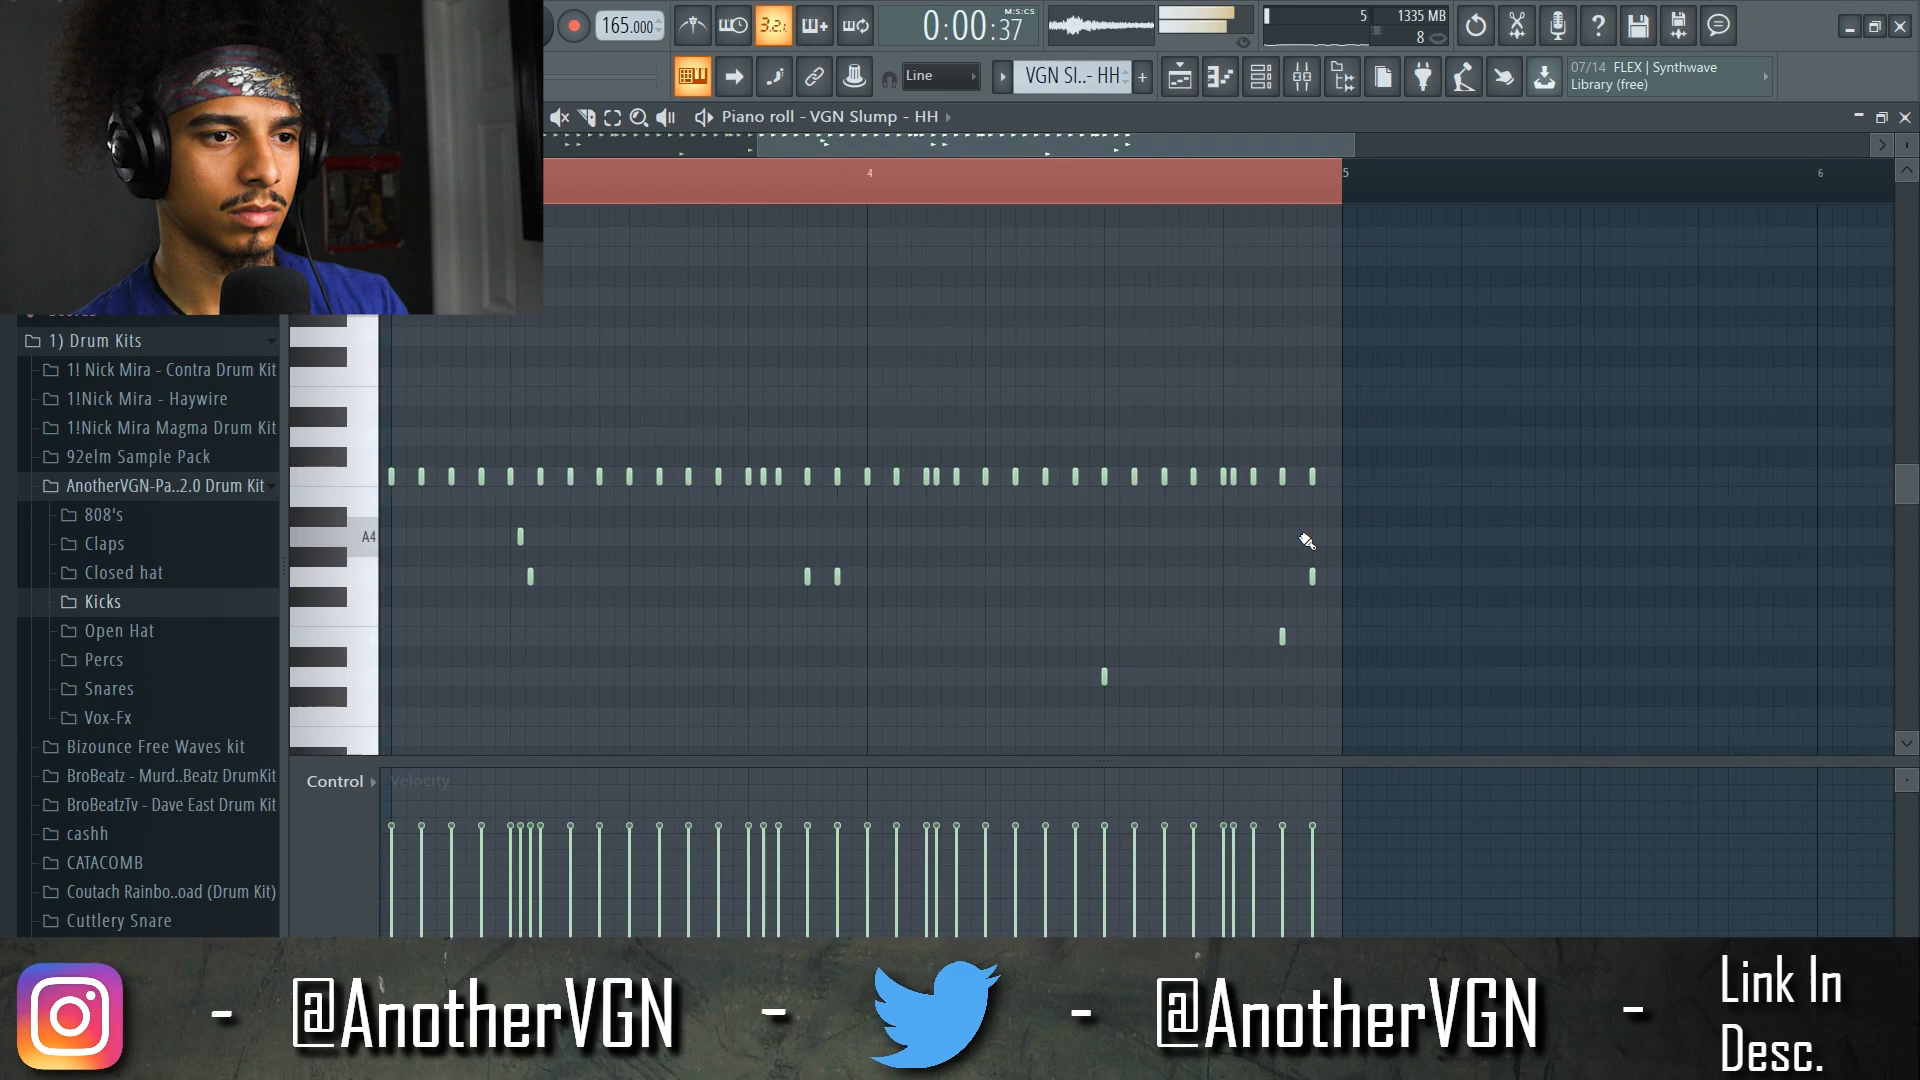 165.000
3.2.1
0:00:37
M:S:CS
5
1335 MB
8
Line
VGN Sl..- HH
+
07/14 FLEX | Synthwave
Library (free)
Piano roll - VGN Slump - HH
4
5
6
1) Drum Kits
1! Nick Mira - Contra Drum Kit
1!Nick Mira - Haywire
1!Nick Mira Magma Drum Kit
92elm Sample Pack
AnotherVGN-Pa..2.0 Drum Kit
808's
Claps
Closed hat
Kicks
Open Hat
Percs
Snares
Vox-Fx
Bizounce Free Waves kit
BroBeatz - Murd..Beatz DrumKit
BroBeatzTv - Dave East Drum Kit
cashh
CATACOMB
Coutach Rainbo..oad (Drum Kit)
Cuttlery Snare
A4
Control
Velocity
- @AnotherVGN - - @AnotherVGN - Link In
Desc.